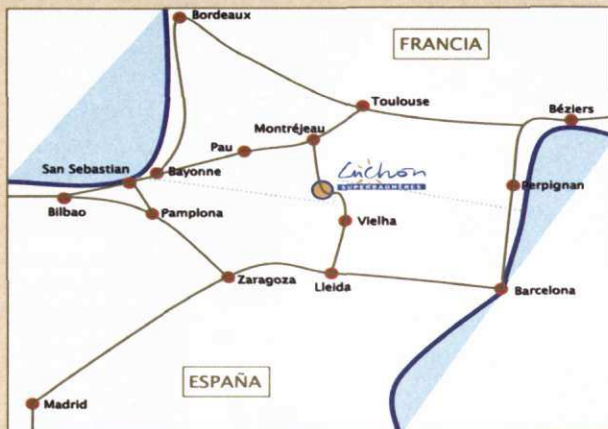 Bordeaux
FRANCIA
Toulouse
Béziers
Montréjeau
Pau
Luchon
SUPERBAGNÈRES
San Sebastian
Bayonne
Perpignan
Bilbao
Pamplona
Vielha
Zaragoza
Lleida
Barcelona
ESPAÑA
Madrid